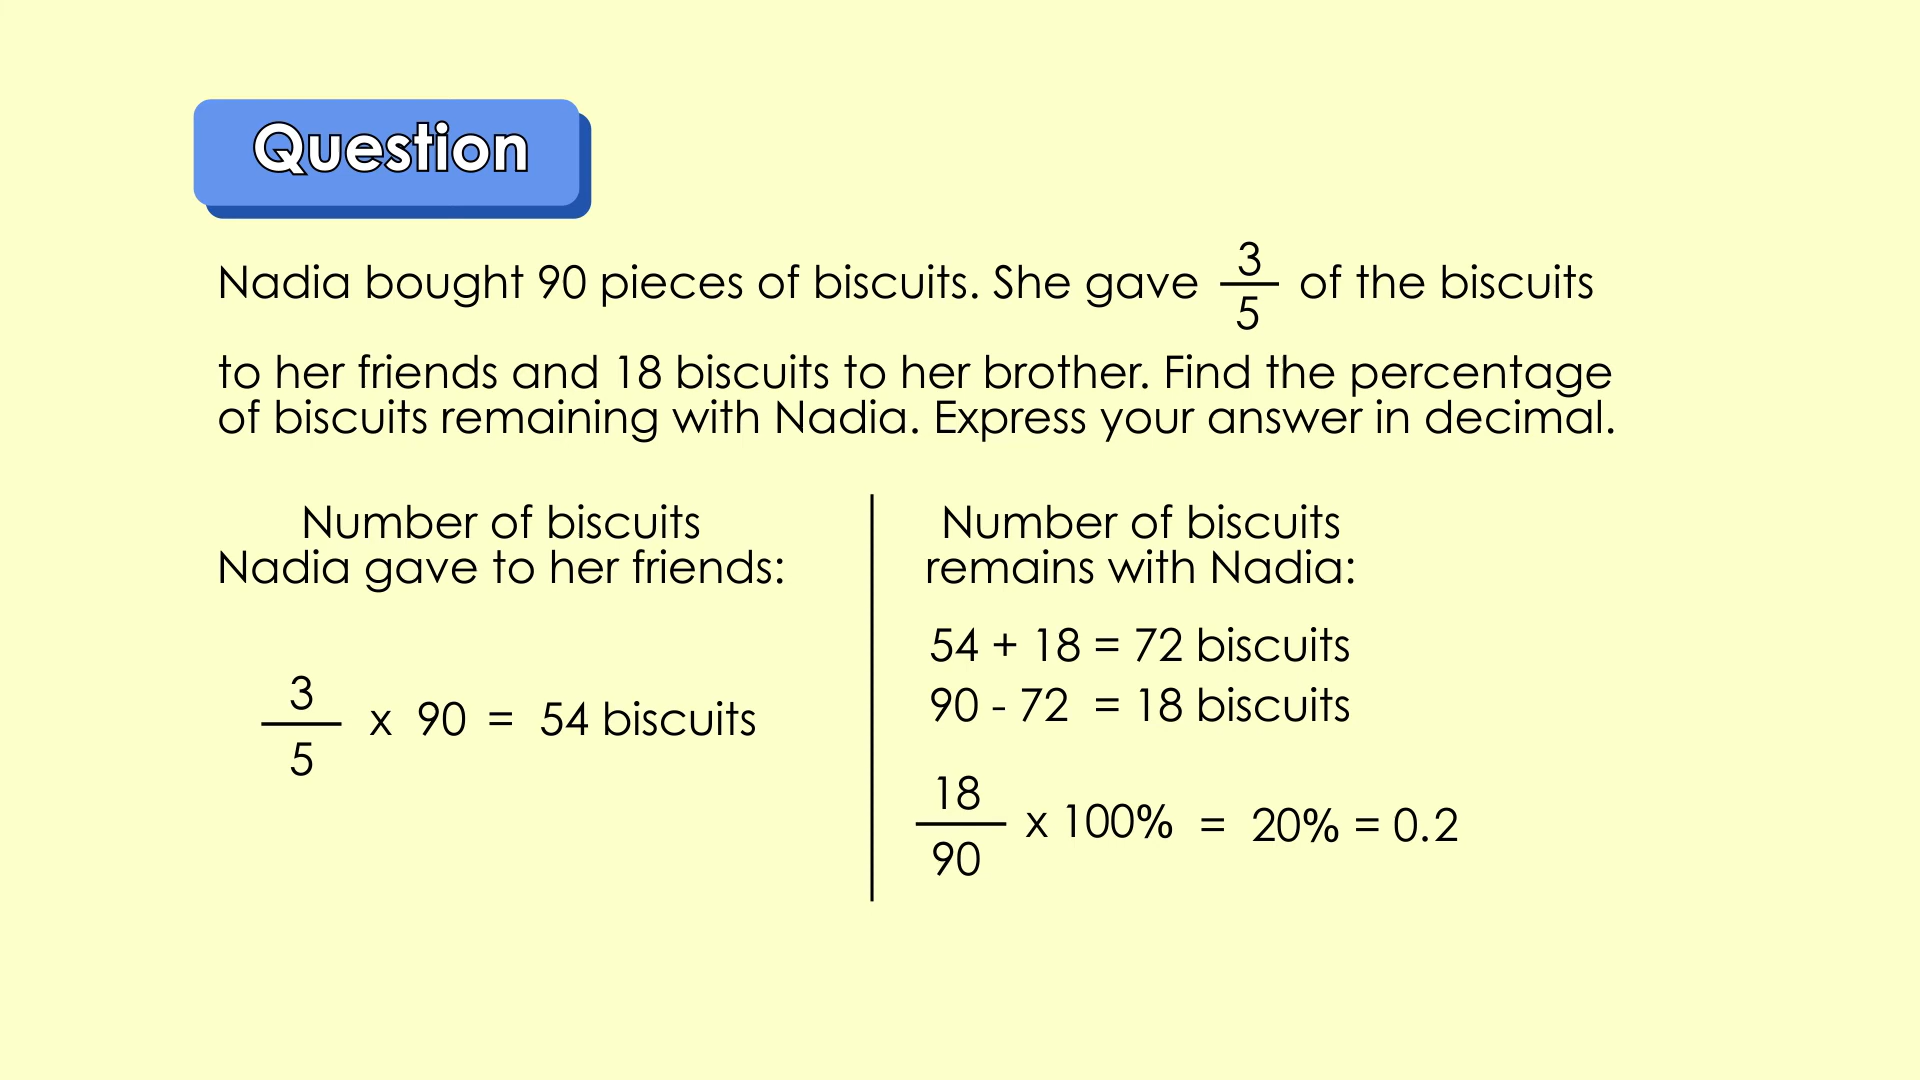 Question
Nadia bought 90 pieces of biscuits. She gave 3/5 of the biscuits
to her friends and 18 biscuits to her brother. Find the percentage
of biscuits remaining with Nadia. Express your answer in decimal.
Number of biscuits
Nadia gave to her friends:
3/5 x 90 = 54 biscuits
Number of biscuits
remains with Nadia:
54 + 18 = 72 biscuits
90 - 72 = 18 biscuits
18/90 x 100% = 20% = 0.2